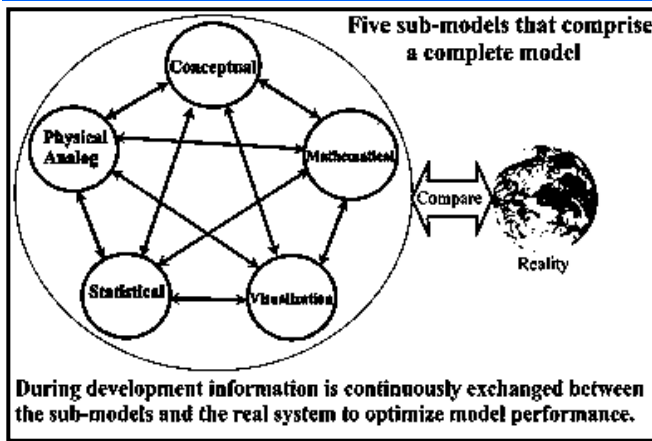 Five sub-models that comprise
a complete model
Conceptual
Physical
Analog
Mathematical
Compare
Reality
Statistical
Visualization
During development information is continuously exchanged between
the sub-models and the real system to optimize model performance.